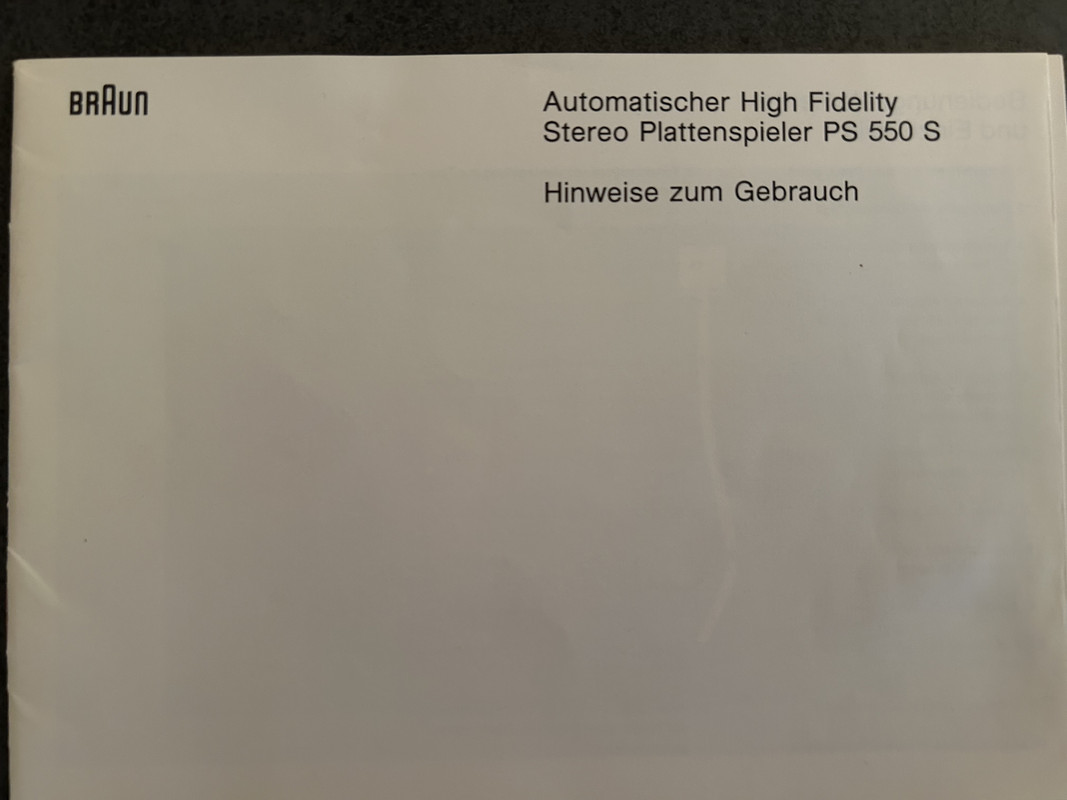 BRAUN
Automatischer High Fidelity
Stereo Plattenspieler PS 550 S
Hinweise zum Gebrauch